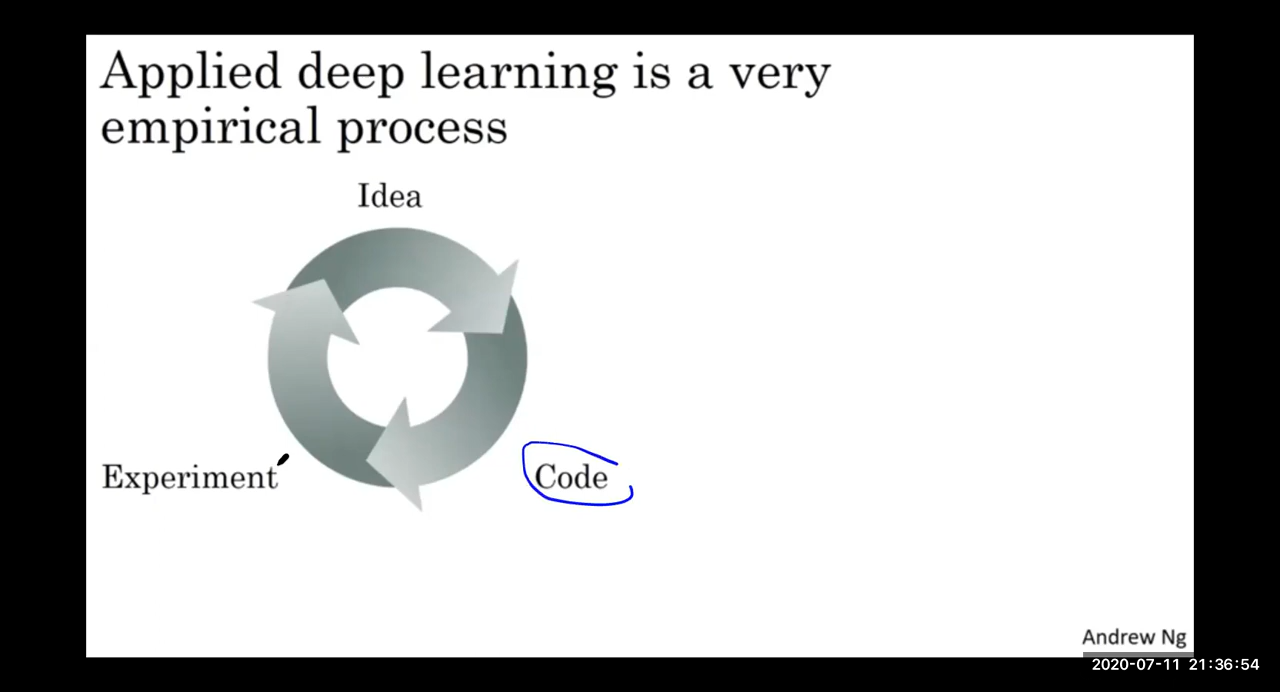 Applied deep learning is a very
empirical process
Idea
Experiment
Code
Andrew Ng
2020-07-11 21:36:54